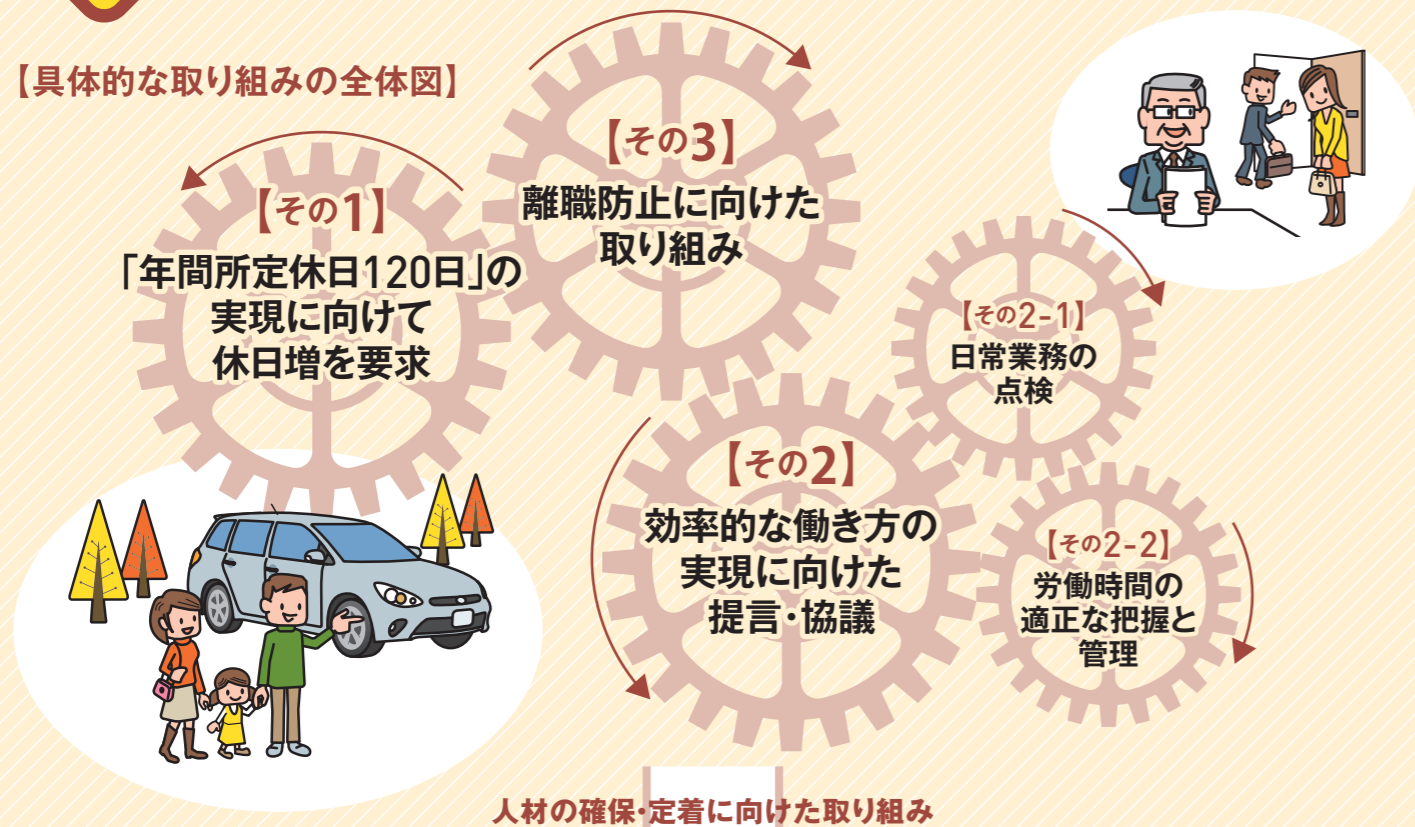 【具体的な取り組みの全体図】
【その1】
「年間所定休日120日」の
実現に向けて
休日増を要求
【その3】
離職防止に向けた
取り組み
【その2】
効率的な働き方の
実現に向けた
提言・協議
【その2-1】
日常業務の
点検
【その2-2】
労働時間の
適正な把握と
管理
人材の確保・定着に向けた取り組み